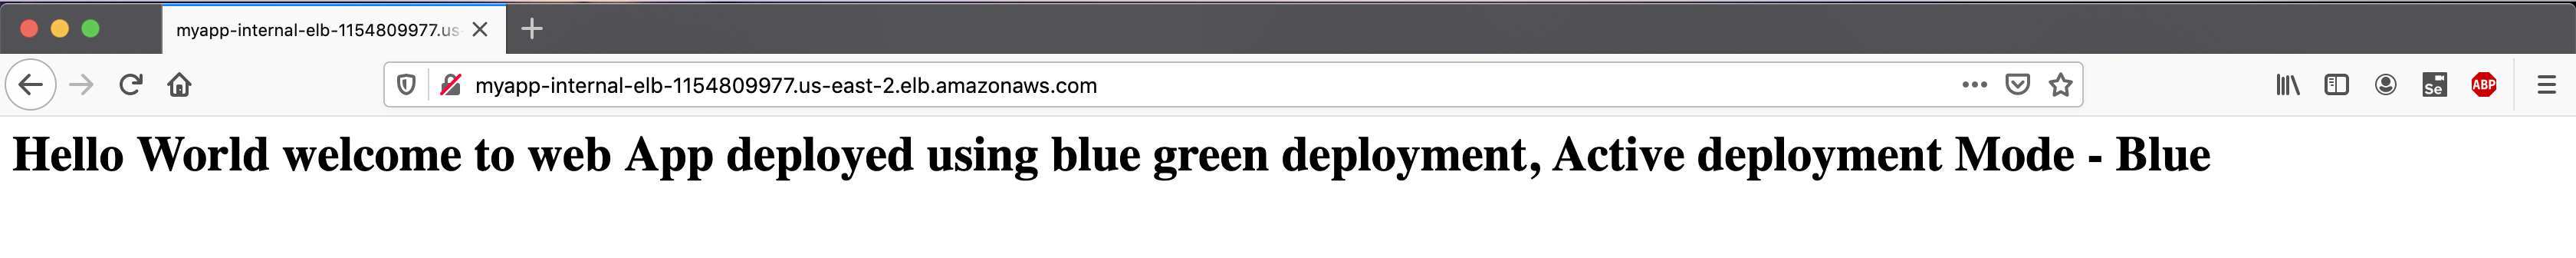 myapp-internal-elb-1154809977.us-
myapp-internal-elb-1154809977.us-east-2.elb.amazonaws.com
Se
ABP
Hello World welcome to web App deployed using blue green deployment, Active deployment Mode - Blue